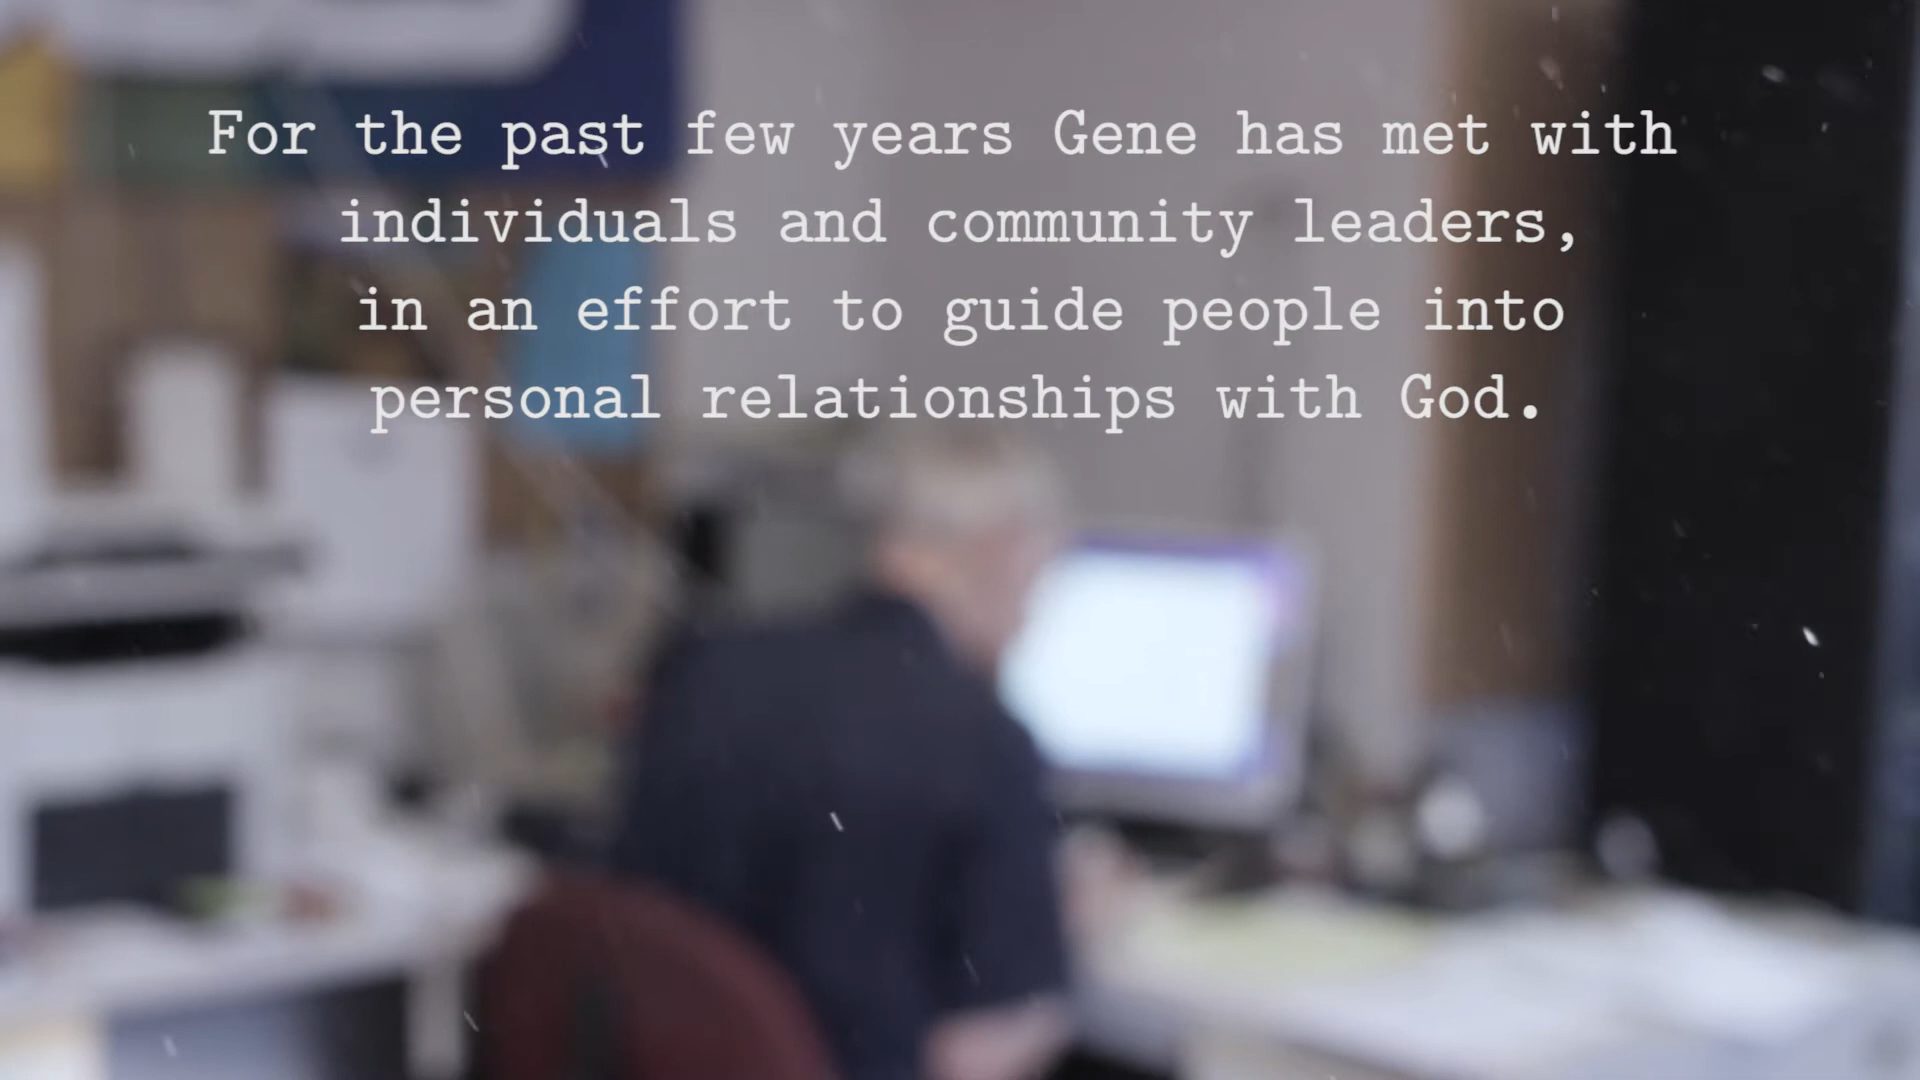 For the past few years Gene has met with
individuals and community leaders,
in an effort to guide people into
personal relationships with God.